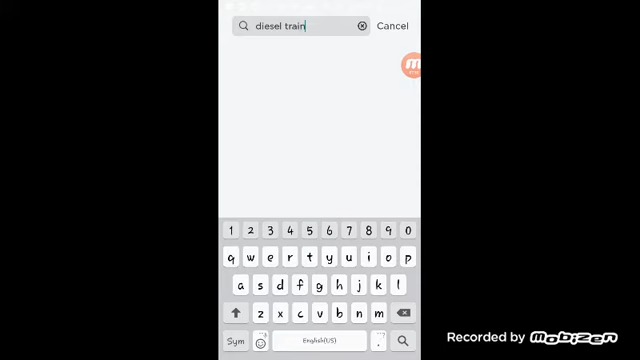 diesel train Cancel
1 2 3 4 5 6 7 8 9 0
q w e r t y u i o p
a s d f g h j k l
z x c v b n m
Sym English(US) .
Recorded by mobizen